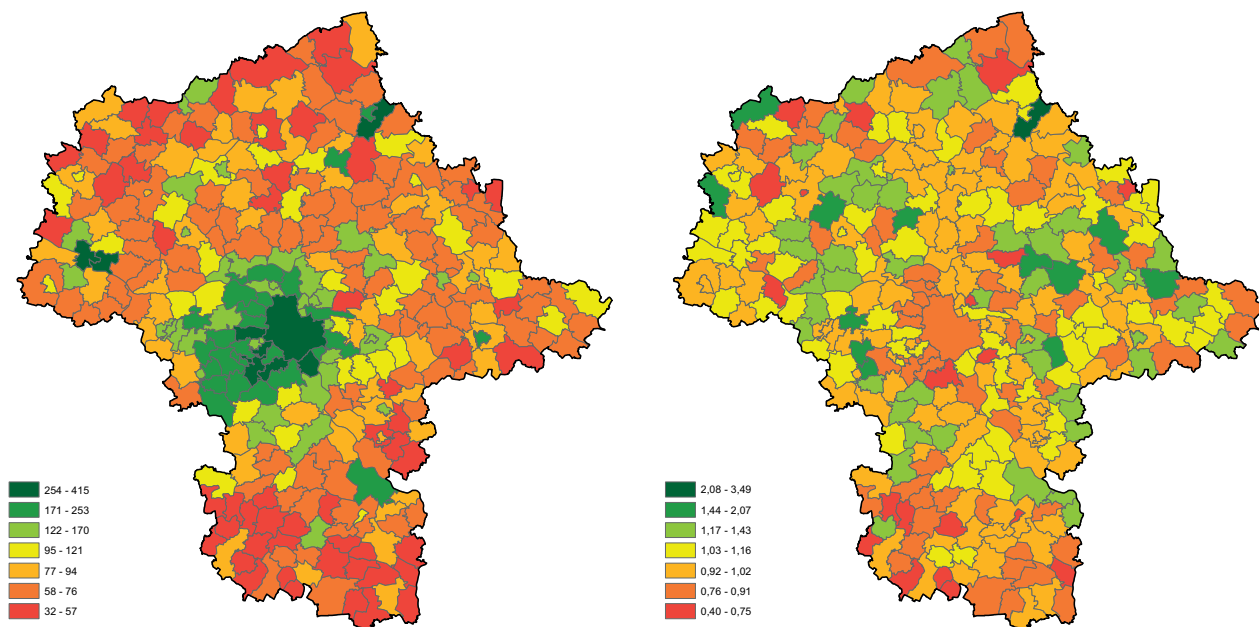 254 - 415
171 - 253
122 - 170
95 - 121
77 - 94
58 - 76
32 - 57
2,08 - 3,49
1,44 - 2,07
1,17 - 1,43
1,03 - 1,16
0,92 - 1,02
0,76 - 0,91
0,40 - 0,75